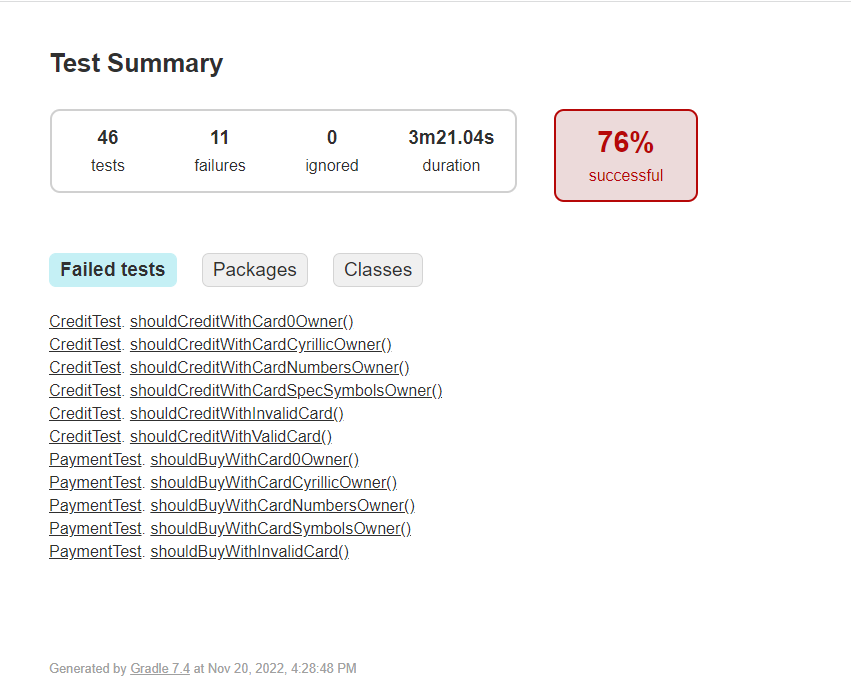 Test Summary
46 11 0 3m21.04s
tests failures ignored duration
76%
successful
Failed tests Packages Classes
CreditTest. shouldCreditWithCard0Owner()
CreditTest. shouldCreditWithCardCyrillicOwner()
CreditTest. shouldCreditWithCardNumbersOwner()
CreditTest. shouldCreditWithCardSpecSymbolsOwner()
CreditTest. shouldCreditWithInvalidCard()
CreditTest. shouldCreditWithValidCard()
PaymentTest. shouldBuyWithCard0Owner()
PaymentTest. shouldBuyWithCardCyrillicOwner()
PaymentTest. shouldBuyWithCardNumbersOwner()
PaymentTest. shouldBuyWithCardSymbolsOwner()
PaymentTest. shouldBuyWithInvalidCard()
Generated by Gradle 7.4 at Nov 20, 2022, 4:28:48 PM